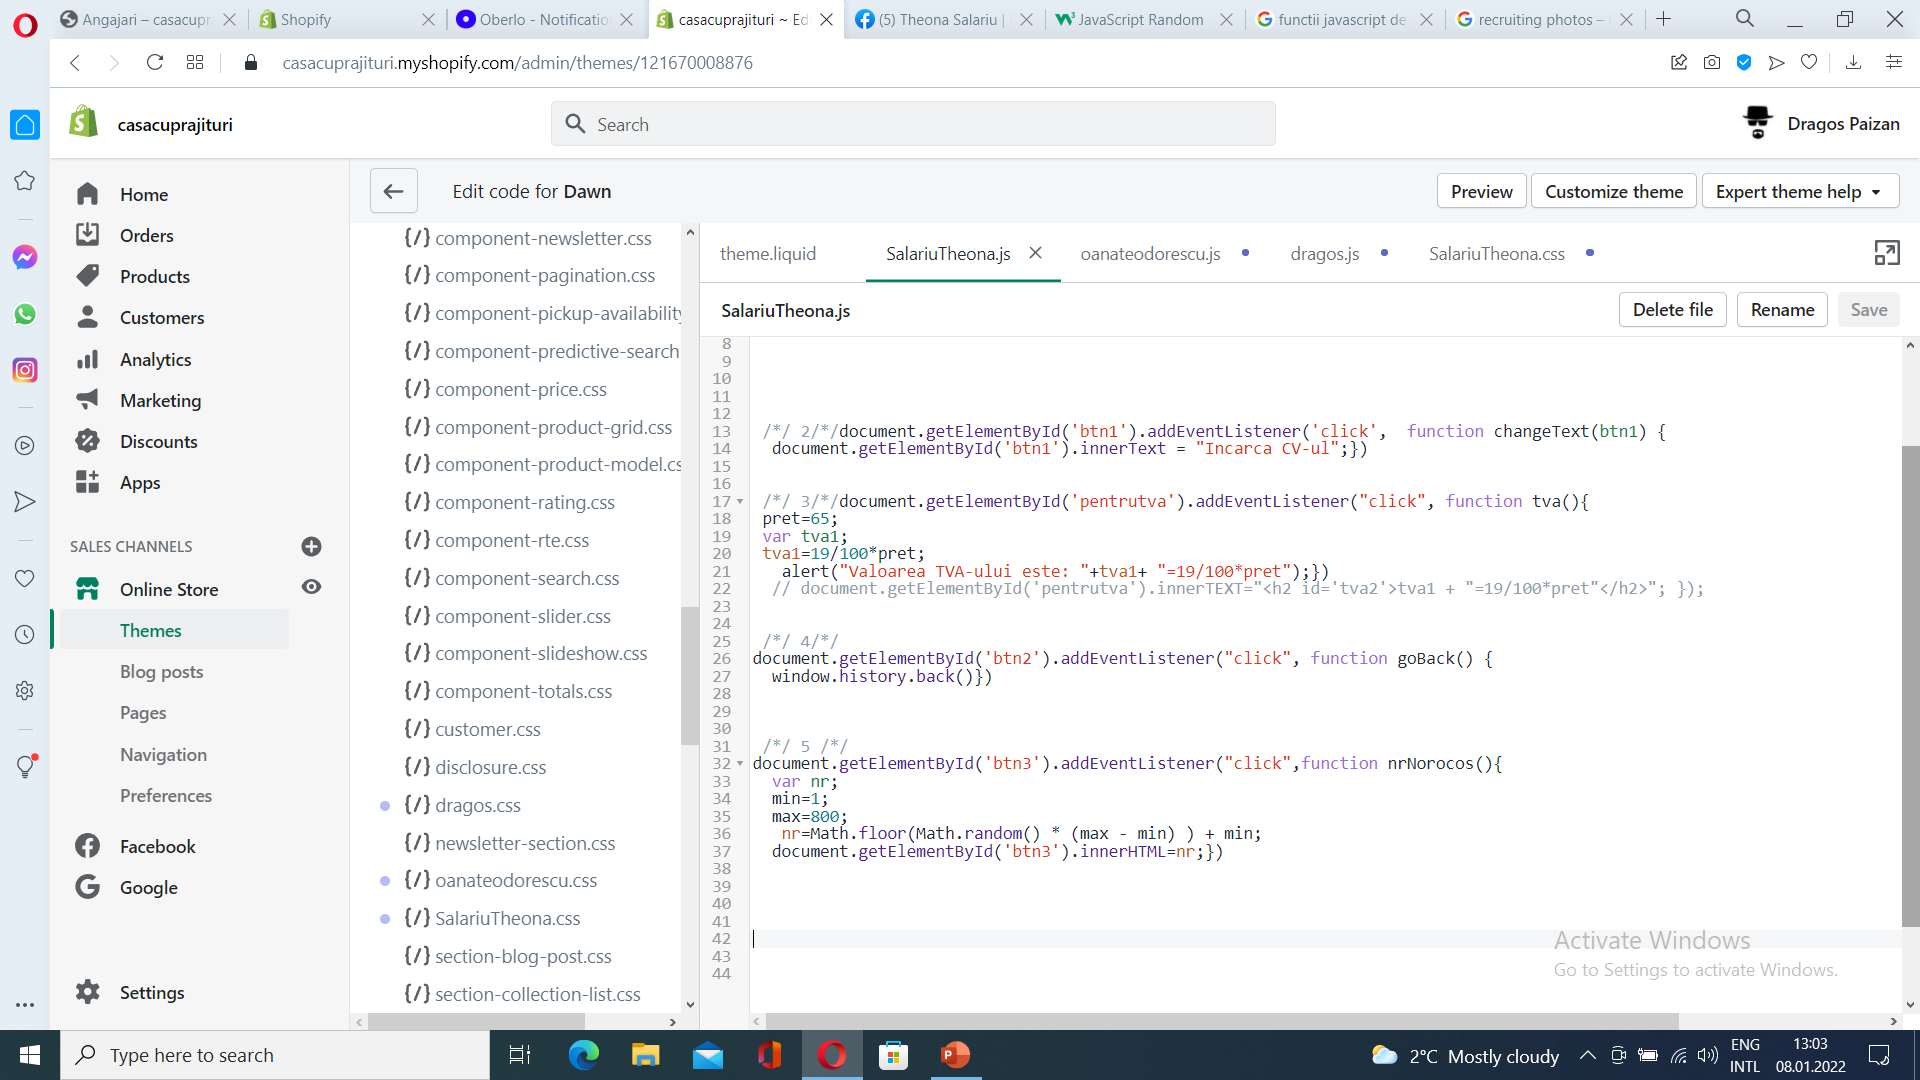 Angajari – casacupr
Shopify
Oberlo - Notificatio
casacuprajituri ~ Ed
(5) Theona Salariu |
JavaScript Random
functii javascript de
recruiting photos –
casacuprajituri.myshopify.com/admin/themes/121670008876
casacuprajituri
Search
Dragos Paizan
Home
Orders
Products
Customers
Analytics
Marketing
Discounts
Apps
SALES CHANNELS
Online Store
Themes
Blog posts
Pages
Navigation
Preferences
Facebook
Google
Settings
Edit code for Dawn
Preview
Customize theme
Expert theme help
{/} component-newsletter.css
{/} component-pagination.css
{/} component-pickup-availability
{/} component-predictive-search.
{/} component-price.css
{/} component-product-grid.css
{/} component-product-model.cs
{/} component-rating.css
{/} component-rte.css
{/} component-search.css
{/} component-slider.css
{/} component-slideshow.css
{/} component-totals.css
{/} customer.css
{/} disclosure.css
{/} dragos.css
{/} newsletter-section.css
{/} oanateodorescu.css
{/} SalariuTheona.css
{/} section-blog-post.css
{/} section-collection-list.css
theme.liquid
SalariuTheona.js
oanateodorescu.js
dragos.js
SalariuTheona.css
SalariuTheona.js
Delete file
Rename
Save
8
9
10
11
12
13 /*/ 2/*/document.getElementById('btn1').addEventListener('click',  function changeText(btn1) {
14 document.getElementById('btn1').innerText = "Incarca CV-ul";})
15
16
17 /*/ 3/*/document.getElementById('pentrutva').addEventListener("click", function tva(){
18 pret=65;
19 var tva1;
20 tva1=19/100*pret;
21 alert("Valoarea TVA-ului este: "+tva1+ "=19/100*pret");})
22 // document.getElementById('pentrutva').innerTEXT="<h2 id='tva2'>tva1 + "=19/100*pret"</h2>"; });
23
24
25 /*/ 4/*/
26 document.getElementById('btn2').addEventListener("click", function goBack() {
27 window.history.back()})
28
29
30
31 /*/ 5 /*/
32 document.getElementById('btn3').addEventListener("click",function nrNorocos(){
33 var nr;
34 min=1;
35 max=800;
36 nr=Math.floor(Math.random() * (max - min) ) + min;
37 document.getElementById('btn3').innerHTML=nr;})
38
39
40
41
42
43
44
Activate Windows
Go to Settings to activate Windows.
Type here to search
2°C Mostly cloudy
ENG
INTL
13:03
08.01.2022